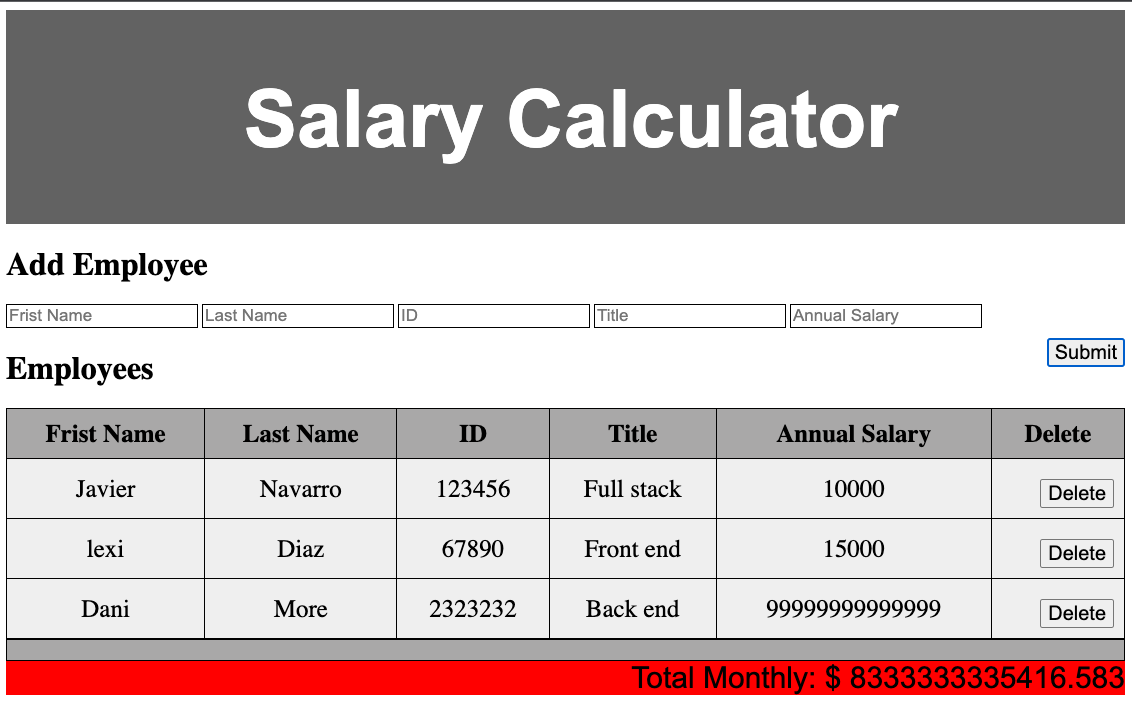 Salary Calculator
Add Employee
Frist Name Last Name ID Title Annual Salary
Submit
Employees
Frist Name Last Name ID Title Annual Salary Delete
Javier Navarro 123456 Full stack 10000 Delete
lexi Diaz 67890 Front end 15000 Delete
Dani More 2323232 Back end 99999999999999 Delete
Total Monthly: $ 8333333335416.583